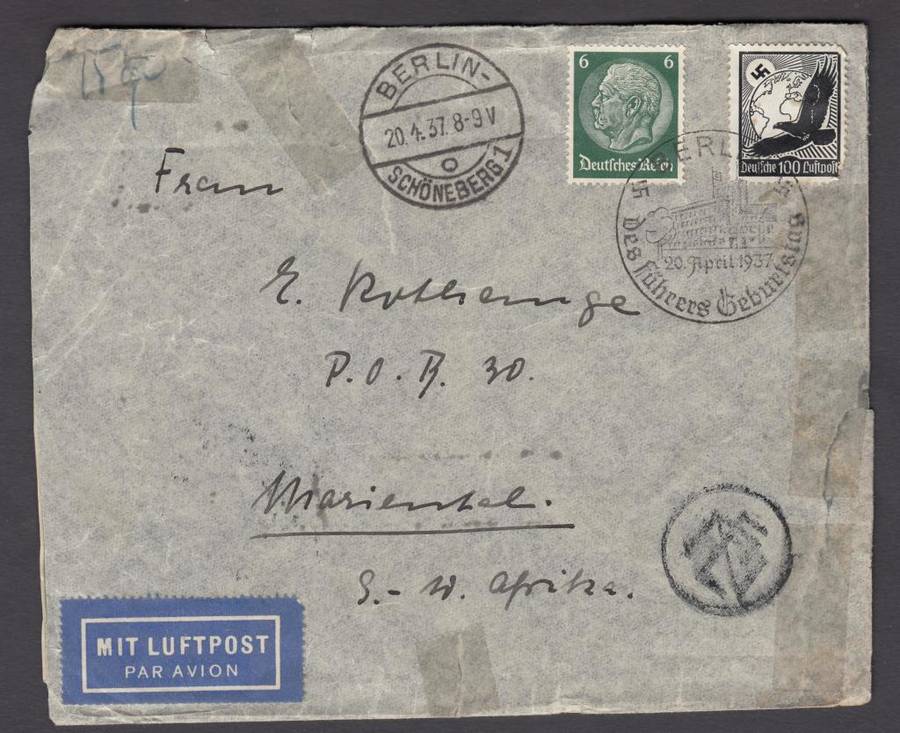 BERLIN-
20.4.37. 8-9 V
SCHÖNEBERG 1
6 6
Deutsches Reich
Deutsche 100 Luftpost
BERLIN
20. April 1937
Des Führers Geburtstag
Frau
E.
P.O.B. 30.
Mariental.
S.-W. Afrika.
MIT LUFTPOST
PAR AVION